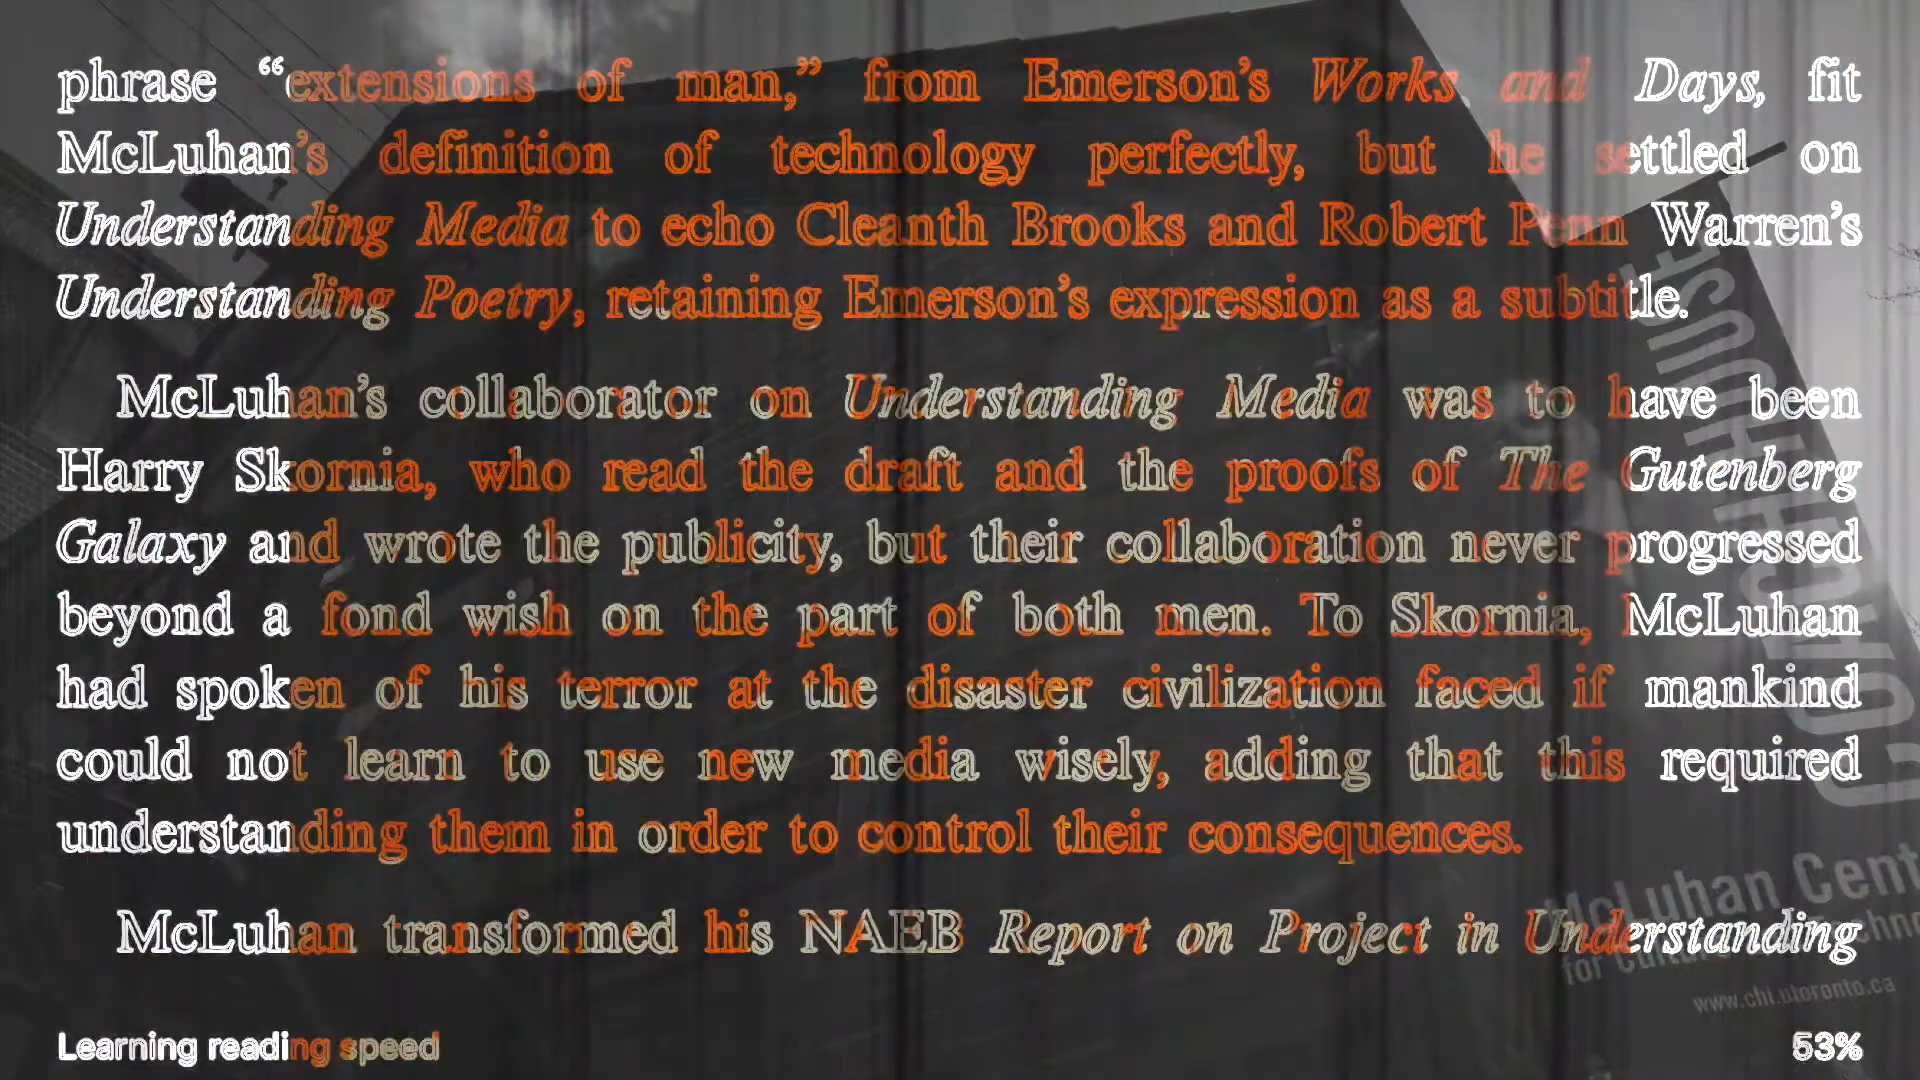 phrase “extensions of man,” from Emerson’s Works and Days, fit
McLuhan’s definition of technology perfectly, but he settled on
Understanding Media to echo Cleanth Brooks and Robert Penn Warren’s
Understanding Poetry, retaining Emerson’s expression as a subtitle.
McLuhan’s collaborator on Understanding Media was to have been
Harry Skornia, who read the draft and the proofs of The Gutenberg
Galaxy and wrote the publicity, but their collaboration never progressed
beyond a fond wish on the part of both men. To Skornia, McLuhan
had spoken of his terror at the disaster civilization faced if mankind
could not learn to use new media wisely, adding that this required
understanding them in order to control their consequences.
McLuhan transformed his NAEB Report on Project in Understanding
Learning reading speed
53%
McLuhan Cent
for Culture Techno
www.chi.utoronto.ca